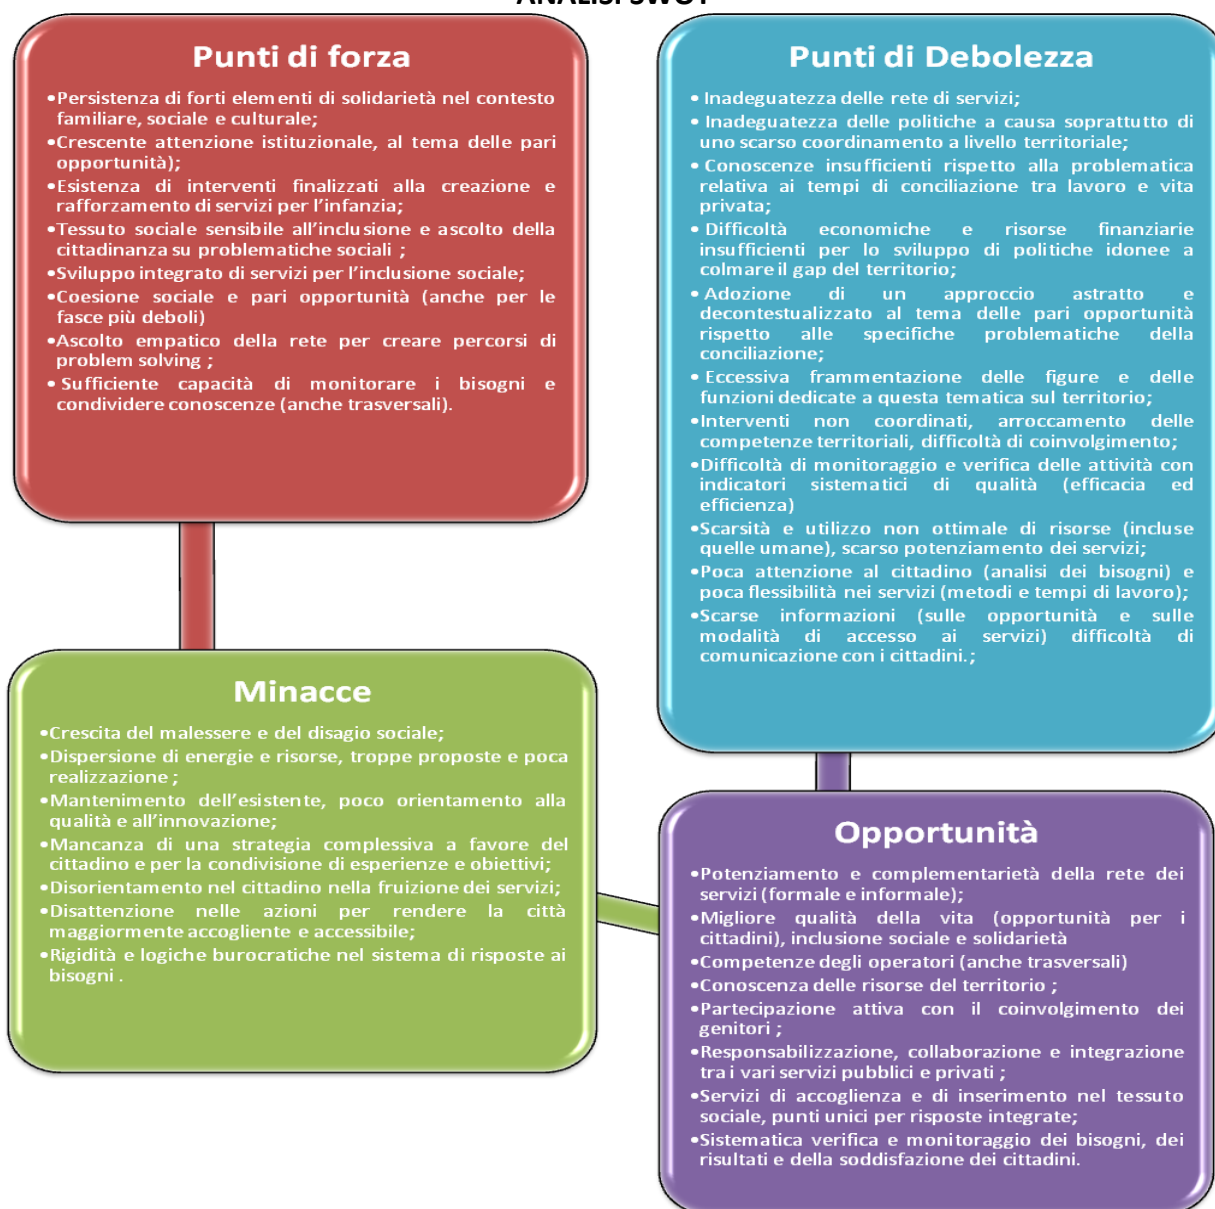 ANALISI SWOT
Punti di forza
•Persistenza di forti elementi di solidarietà nel contesto
familiare, sociale e culturale;
•Crescente attenzione istituzionale, al tema delle pari
opportunità);
•Esistenza di interventi finalizzati alla creazione e
rafforzamento di servizi per l'infanzia;
•Tessuto sociale sensibile all'inclusione e ascolto della
cittadinanza su problematiche sociali ;
•Sviluppo integrato di servizi per l'inclusione sociale;
•Coesione sociale e pari opportunità (anche per le
fasce più deboli)
•Ascolto empatico della rete per creare percorsi di
problem solving ;
• Sufficiente capacità di monitorare i bisogni e
condividere conoscenze (anche trasversali).
Punti di Debolezza
• Inadeguatezza delle rete di servizi;
• Inadeguatezza delle politiche a causa soprattutto di
uno scarso coordinamento a livello territoriale;
• Conoscenze insufficienti rispetto alla problematica
relativa ai tempi di conciliazione tra lavoro e vita
privata;
• Difficoltà economiche e risorse finanziarie
insufficienti per lo sviluppo di politiche idonee a
colmare il gap del territorio;
• Adozione di un approccio astratto e
decontestualizzato al tema delle pari opportunità
rispetto alle specifiche problematiche della
conciliazione;
• Eccessiva frammentazione delle figure e delle
funzioni dedicate a questa tematica sul territorio;
•Interventi non coordinati, arroccamento delle
competenze territoriali, difficoltà di coinvolgimento;
•Difficoltà di monitoraggio e verifica delle attività con
indicatori sistematici di qualità (efficacia ed
efficienza)
•Scarsità e utilizzo non ottimale di risorse (incluse
quelle umane), scarso potenziamento dei servizi;
•Poca attenzione al cittadino (analisi dei bisogni) e
poca flessibilità nei servizi (metodi e tempi di lavoro);
•Scarse informazioni (sulle opportunità e sulle
modalità di accesso ai servizi) difficoltà di
comunicazione con i cittadini.;
Minacce
•Crescita del malessere e del disagio sociale;
•Dispersione di energie e risorse, troppe proposte e poca
realizzazione ;
•Mantenimento dell'esistente, poco orientamento alla
qualità e all'innovazione;
•Mancanza di una strategia complessiva a favore del
cittadino e per la condivisione di esperienze e obiettivi;
•Disorientamento nel cittadino nella fruizione dei servizi;
•Disattenzione nelle azioni per rendere la città
maggiormente accogliente e accessibile;
•Rigidità e logiche burocratiche nel sistema di risposte ai
bisogni .
Opportunità
•Potenziamento e complementarietà della rete dei
servizi (formale e informale);
•Migliore qualità della vita (opportunità per i
cittadini), inclusione sociale e solidarietà
•Competenze degli operatori (anche trasversali)
•Conoscenza delle risorse del territorio ;
•Partecipazione attiva con il coinvolgimento dei
genitori ;
•Responsabilizzazione, collaborazione e integrazione
tra i vari servizi pubblici e privati ;
•Servizi di accoglienza e di inserimento nel tessuto
sociale, punti unici per risposte integrate;
•Sistematica verifica e monitoraggio dei bisogni, dei
risultati e della soddisfazione dei cittadini.